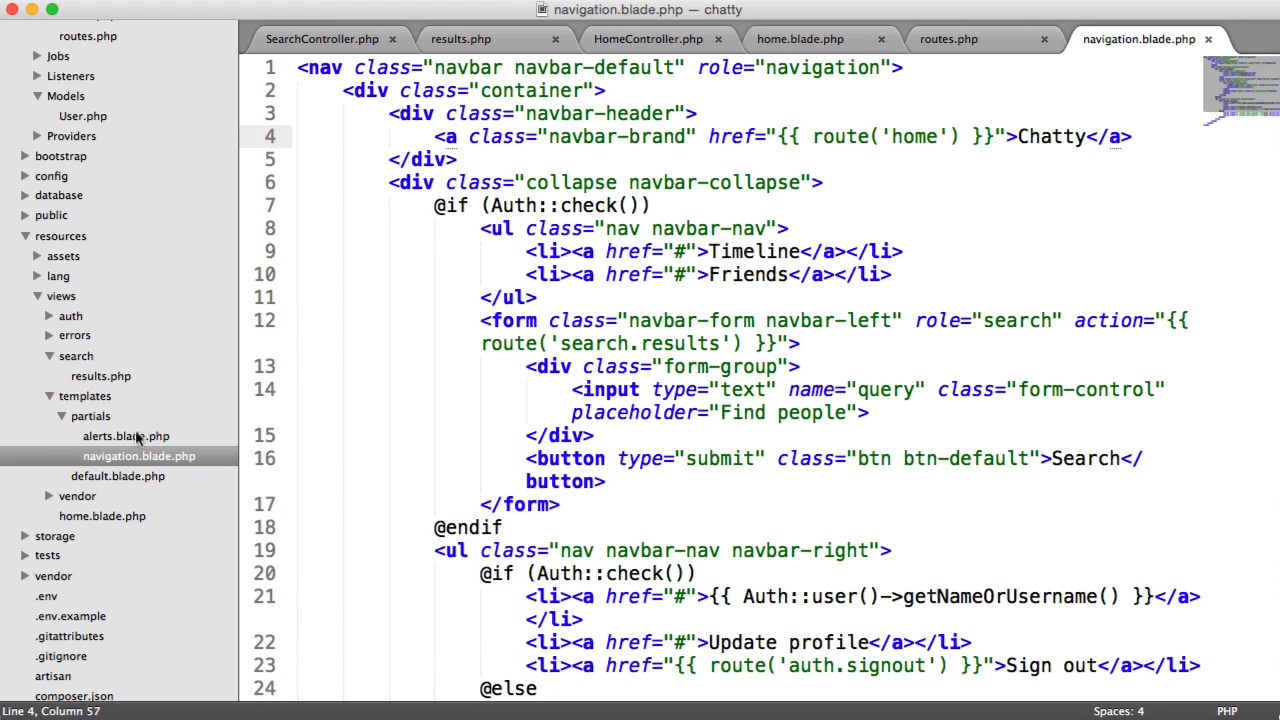 navigation.blade.php — chatty
SearchController.php ×
results.php ×
HomeController.php ×
home.blade.php ×
routes.php ×
navigation.blade.php ×
routes.php
Jobs
Listeners
Models
User.php
Providers
bootstrap
config
database
public
resources
assets
lang
views
auth
errors
search
results.php
templates
partials
alerts.blade.php
navigation.blade.php
default.blade.php
vendor
home.blade.php
storage
tests
vendor
.env
.env.example
.gitattributes
.gitignore
artisan
composer.json
1 <nav class="navbar navbar-default" role="navigation">
2 <div class="container">
3 <div class="navbar-header">
4 <a class="navbar-brand" href="{{ route('home') }}">Chatty</a>
5 </div>
6 <div class="collapse navbar-collapse">
7 @if (Auth::check())
8 <ul class="nav navbar-nav">
9 <li><a href="#">Timeline</a></li>
10 <li><a href="#">Friends</a></li>
11 </ul>
12 <form class="navbar-form navbar-left" role="search" action="{{
route('search.results') }}">
13 <div class="form-group">
14 <input type="text" name="query" class="form-control"
placeholder="Find people">
15 </div>
16 <button type="submit" class="btn btn-default">Search</
button>
17 </form>
18 @endif
19 <ul class="nav navbar-nav navbar-right">
20 @if (Auth::check())
21 <li><a href="#">{{ Auth::user()->getNameOrUsername() }}</a>
</li>
22 <li><a href="#">Update profile</a></li>
23 <li><a href="{{ route('auth.signout') }}">Sign out</a></li>
24 @else
Line 4, Column 57
Spaces: 4
PHP